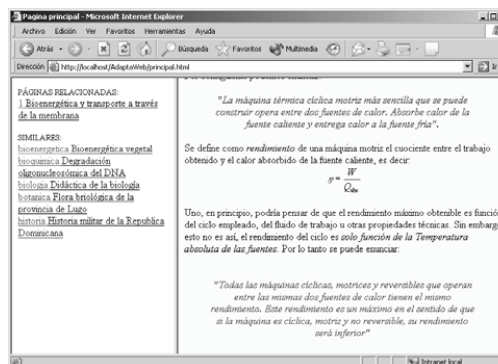 Pagina principal - Microsoft Internet Explorer
Archivo Edición Ver Favoritos Herramientas Ayuda
Atrás Búsqueda Favoritos Multimedia
Dirección http://localhost/AdaptaWeb/principal.html Ir
PÁGINAS RELACIONADAS:
1 Bioenergética y transporte a través
de la membrana
SIMILARES:
bioenergetica Bioenergética vegetal
bioquimica Degradación
oligonucleosómica del DNA
biologia Didáctica de la biología
botanica Flora briológica de la
provincia de Lugo
historia Historia militar de la Republica
Dominicana
"La máquina térmica cíclica motriz más sencilla que se puede
construir opera entre dos fuentes de calor. Absorbe calor de la
fuente caliente y entrega calor a la fuente fría".
Se define como rendimiento de una máquina motriz el cuociente entre el trabajo
obtenido y el calor absorbido de la fuente caliente, es decir:
η = W / Qabs
Uno, en principio, podría pensar de que el rendimiento máximo obtenible es función
del ciclo empleado, del fluido de trabajo u otras propiedades técnicas. Sin embargo
esto no es así, el rendimiento del ciclo es solo función de la Temperatura
absoluta de las fuentes. Por lo tanto se puede enunciar:
"Todas las máquinas cíclicas, motrices y reversibles que operan
entre las mismas dos fuentes de calor tienen el mismo
rendimiento. Este rendimiento es un máximo en el sentido de que
si la máquina es cíclica, motriz y no reversible, su rendimiento
será inferior"
Intranet local